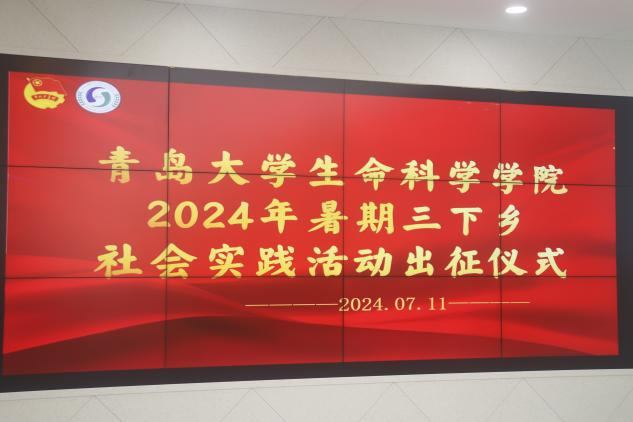 青岛大学生命科学学院
2024年暑期三下乡
社会实践活动出征仪式
————2024.07.11————